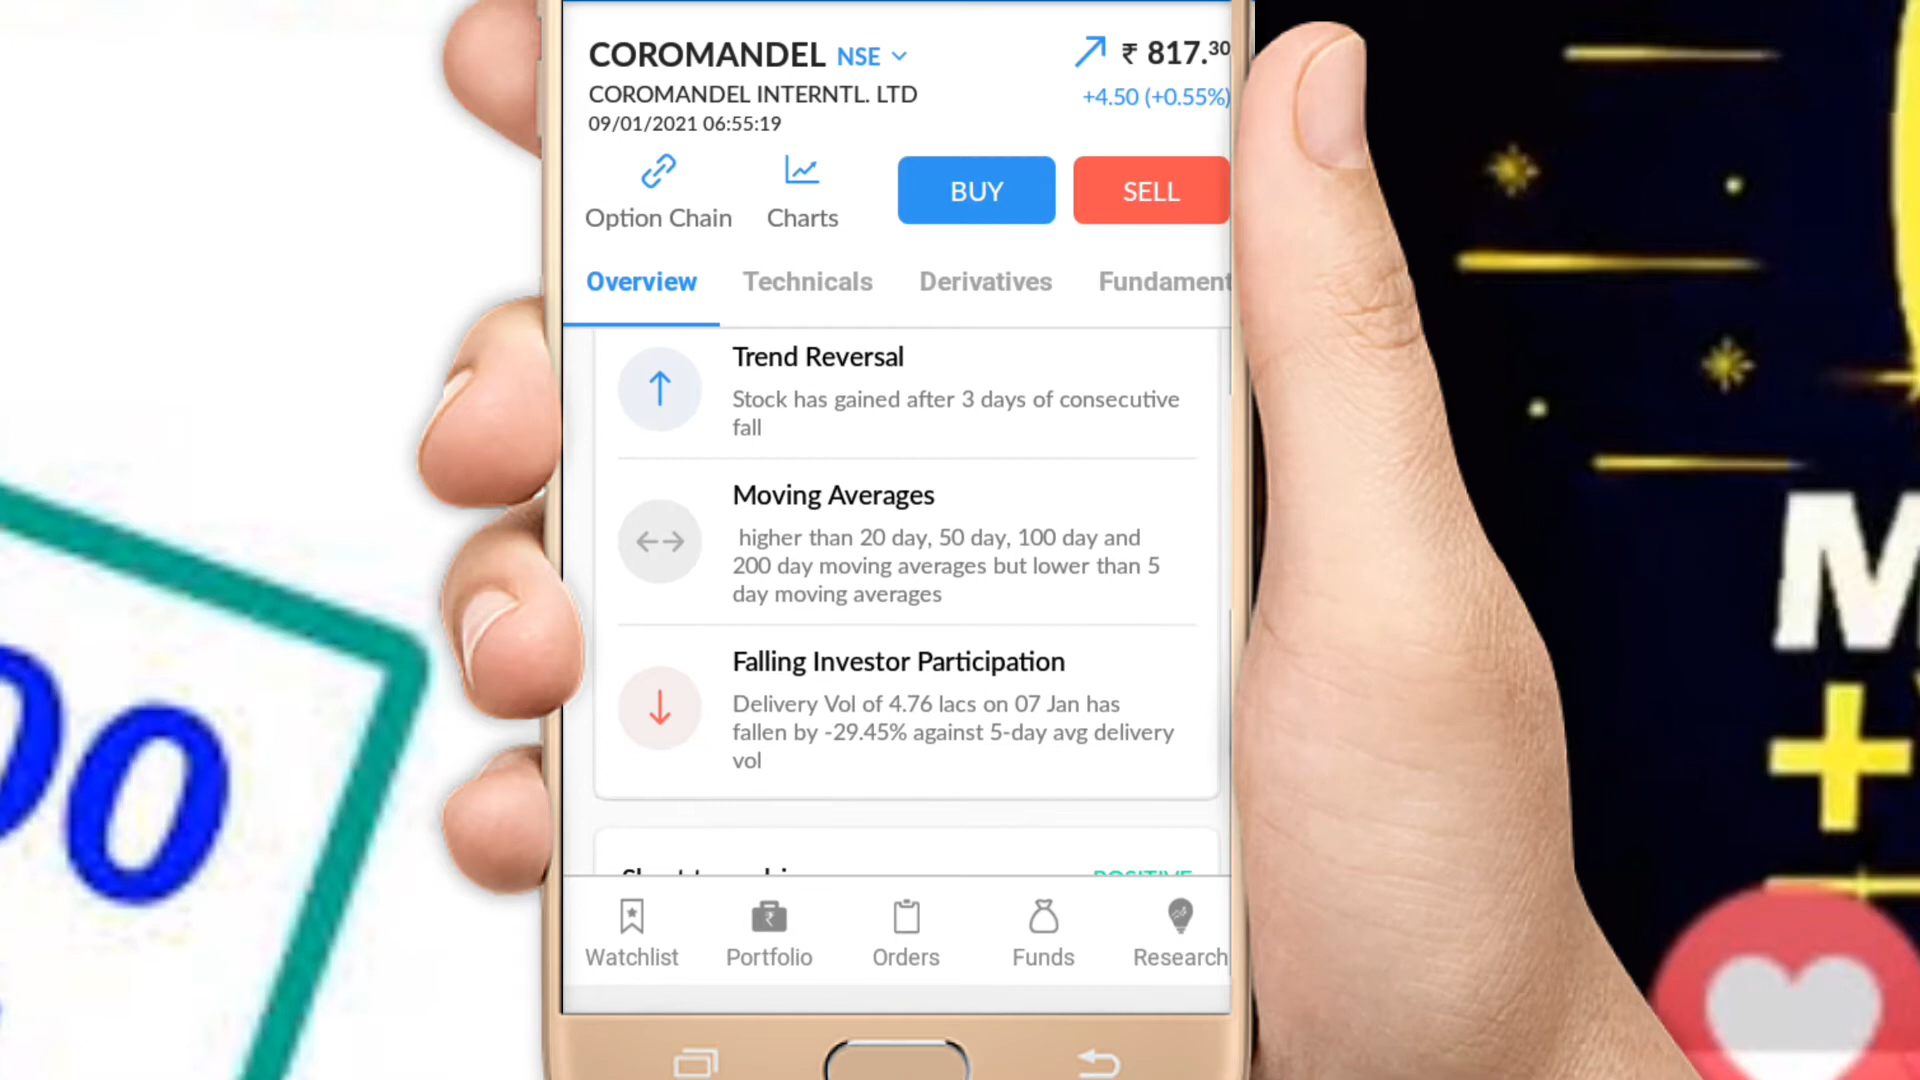 COROMANDEL NSE
₹ 817.30
COROMANDEL INTERNTL. LTD
+4.50 (+0.55%)
09/01/2021 06:55:19
Option Chain
Charts
BUY
SELL
Overview
Technicals
Derivatives
Fundament
Trend Reversal
Stock has gained after 3 days of consecutive
fall
Moving Averages
higher than 20 day, 50 day, 100 day and
200 day moving averages but lower than 5
day moving averages
Falling Investor Participation
Delivery Vol of 4.76 lacs on 07 Jan has
fallen by -29.45% against 5-day avg delivery
vol
POSITIVE
Watchlist
Portfolio
Orders
Funds
Research
00
M
+